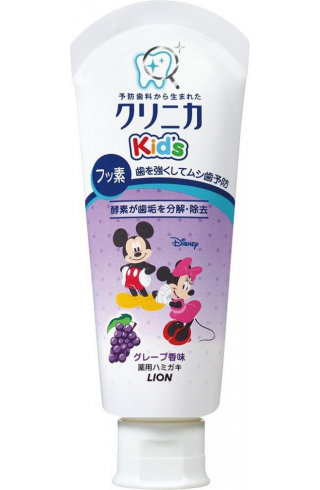 予防歯科から生まれた
クリニカ
Kid's
フッ素
歯を強くしてムシ歯予防
酵素が歯垢を分解・除去
Disney
グレープ香味
薬用ハミガキ
LION